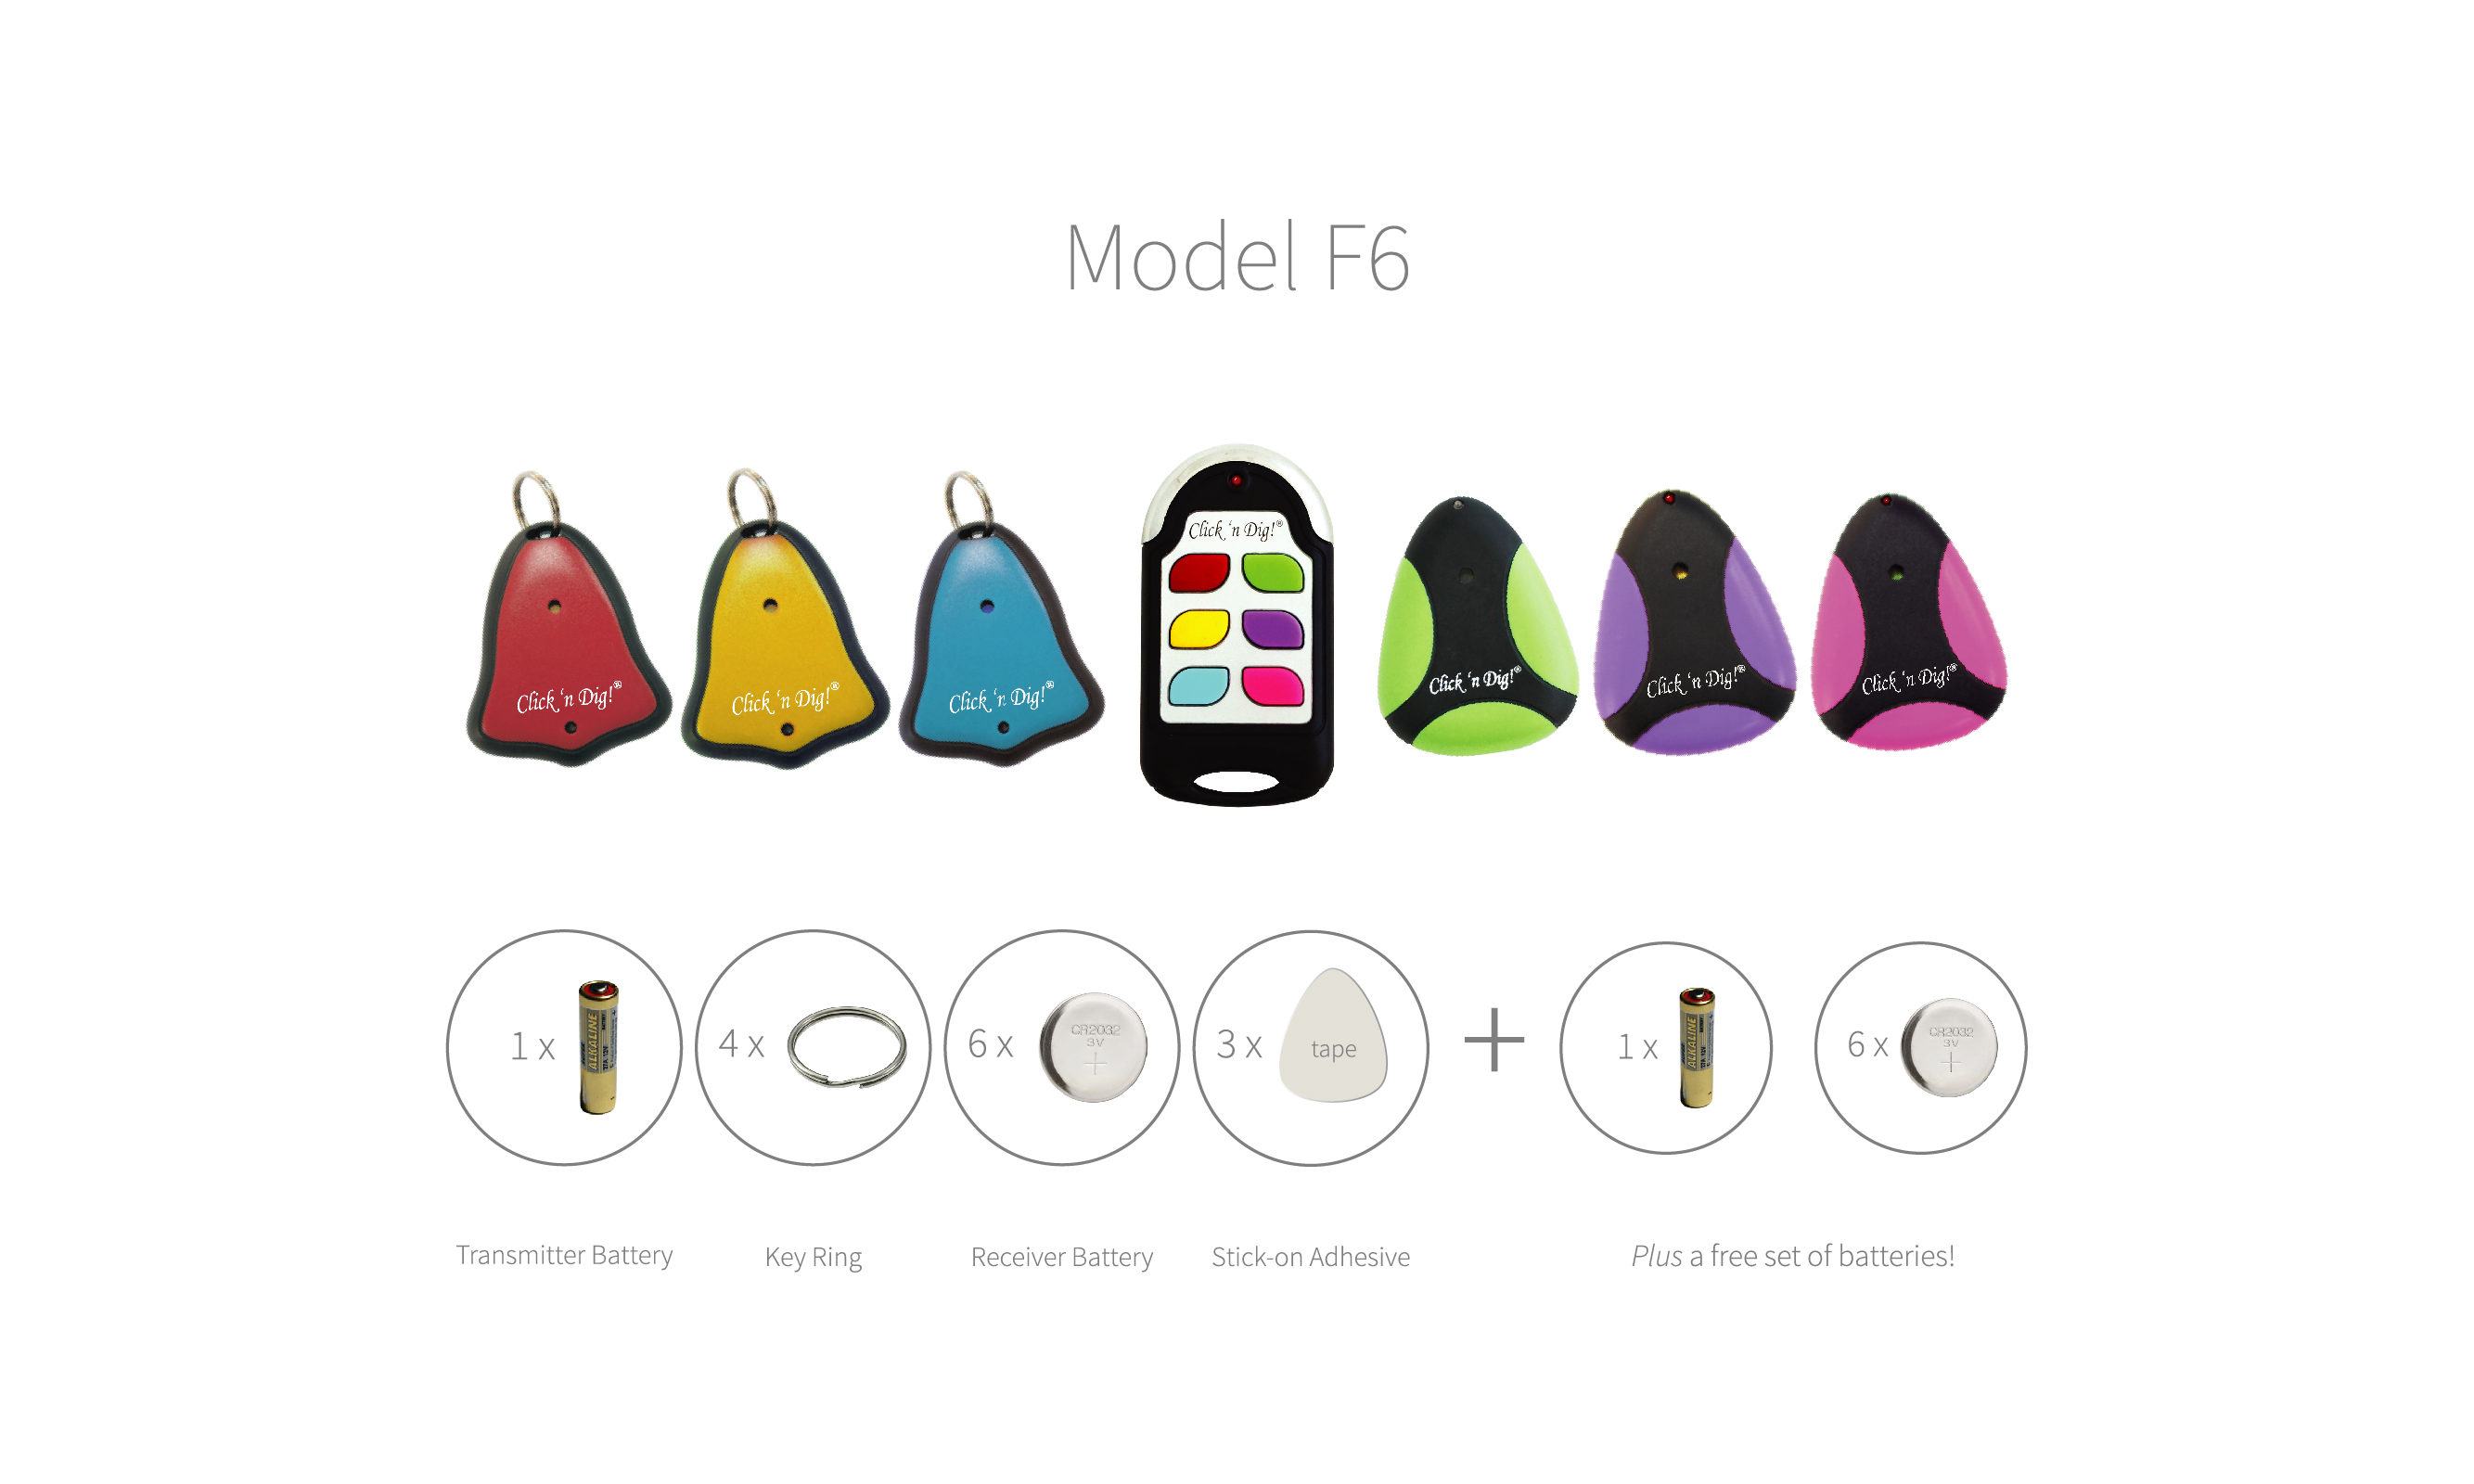 Model F6
Click 'n Dig!®
Click 'n Dig!®
Click 'n Dig!®
Click 'n Dig!®
Click 'n Dig!®
Click 'n Dig!®
Click 'n Dig!®
1 x
ALKALINE
4 x
6 x
CR2032
3V
+
3 x
tape
+
1 x
ALKALINE
6 x
CR2032
3V
+
Transmitter Battery
Key Ring
Receiver Battery
Stick-on Adhesive
Plus a free set of batteries!